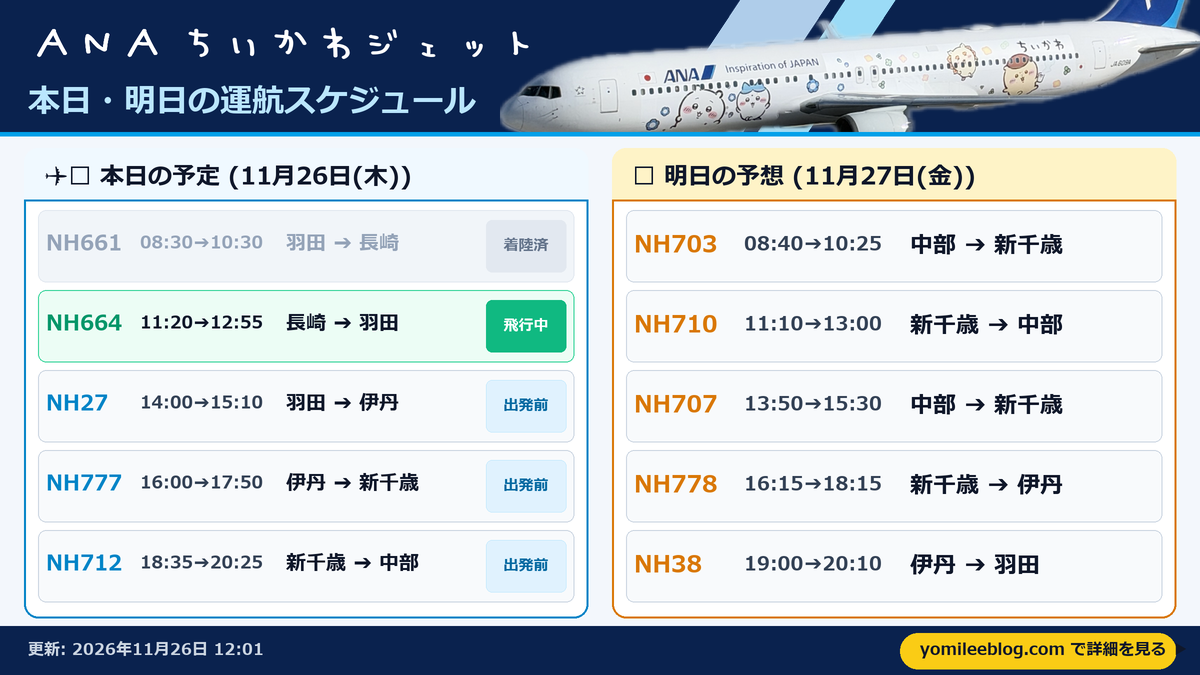 ANAちいかわジェット
本日・明日の運航スケジュール
ANA Inspiration of JAPAN
ちいかわ
✈□ 本日の予定 (11月26日(木))
NH661 08:30→10:30 羽田 → 長崎 着陸済
NH664 11:20→12:55 長崎 → 羽田 飛行中
NH27 14:00→15:10 羽田 → 伊丹 出発前
NH777 16:00→17:50 伊丹 → 新千歳 出発前
NH712 18:35→20:25 新千歳 → 中部 出発前
□ 明日の予想 (11月27日(金))
NH703 08:40→10:25 中部 → 新千歳
NH710 11:10→13:00 新千歳 → 中部
NH707 13:50→15:30 中部 → 新千歳
NH778 16:15→18:15 新千歳 → 伊丹
NH38 19:00→20:10 伊丹 → 羽田
更新: 2026年11月26日 12:01
yomileeblog.com で詳細を見る